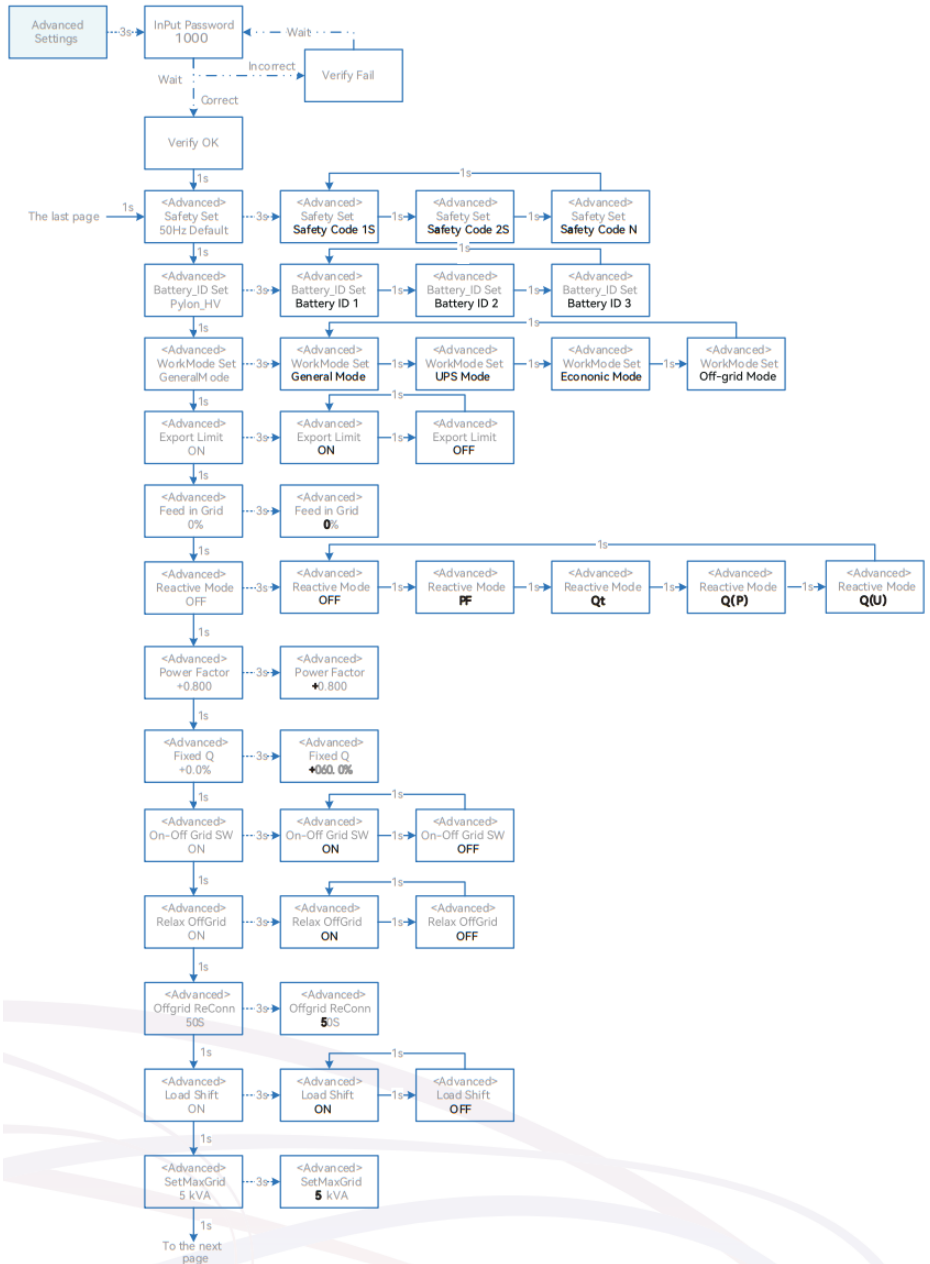 Advanced
Settings
3s
InPut Password
1000
Wait
Incorrect
Verify Fail
Wait
Correct
Verify OK
1s
1s
The last page
1s
<Advanced>
Safety Set
50Hz Default
3s
<Advanced>
Safety Set
Safety Code 1S
1s
<Advanced>
Safety Set
Safety Code 2S
1s
<Advanced>
Safety Set
Safety Code N
1s
1s
<Advanced>
Battery_ID Set
Pylon_HV
3s
<Advanced>
Battery_ID Set
Battery ID 1
1s
<Advanced>
Battery_ID Set
Battery ID 2
1s
<Advanced>
Battery_ID Set
Battery ID 3
1s
1s
<Advanced>
WorkMode Set
GeneralMode
3s
<Advanced>
WorkMode Set
General Mode
1s
<Advanced>
WorkMode Set
UPS Mode
1s
<Advanced>
WorkMode Set
Econonic Mode
1s
<Advanced>
WorkMode Set
Off-grid Mode
1s
1s
<Advanced>
Export Limit
ON
3s
<Advanced>
Export Limit
ON
1s
<Advanced>
Export Limit
OFF
1s
<Advanced>
Feed in Grid
0%
3s
<Advanced>
Feed in Grid
0%
1s
1s
<Advanced>
Reactive Mode
OFF
3s
<Advanced>
Reactive Mode
OFF
1s
<Advanced>
Reactive Mode
PF
1s
<Advanced>
Reactive Mode
Qt
1s
<Advanced>
Reactive Mode
Q(P)
1s
<Advanced>
Reactive Mode
Q(U)
1s
<Advanced>
Power Factor
+0.800
3s
<Advanced>
Power Factor
+0.800
1s
<Advanced>
Fixed Q
+0.0%
3s
<Advanced>
Fixed Q
+060. 0%
1s
1s
<Advanced>
On-Off Grid SW
ON
3s
<Advanced>
On-Off Grid SW
ON
1s
<Advanced>
On-Off Grid SW
OFF
1s
1s
<Advanced>
Relax OffGrid
ON
3s
<Advanced>
Relax OffGrid
ON
1s
<Advanced>
Relax OffGrid
OFF
1s
<Advanced>
Offgrid ReConn
50S
3s
<Advanced>
Offgrid ReConn
50S
1s
1s
<Advanced>
Load Shift
ON
3s
<Advanced>
Load Shift
ON
1s
<Advanced>
Load Shift
OFF
1s
<Advanced>
SetMaxGrid
5 kVA
3s
<Advanced>
SetMaxGrid
5 kVA
1s
To the next
page